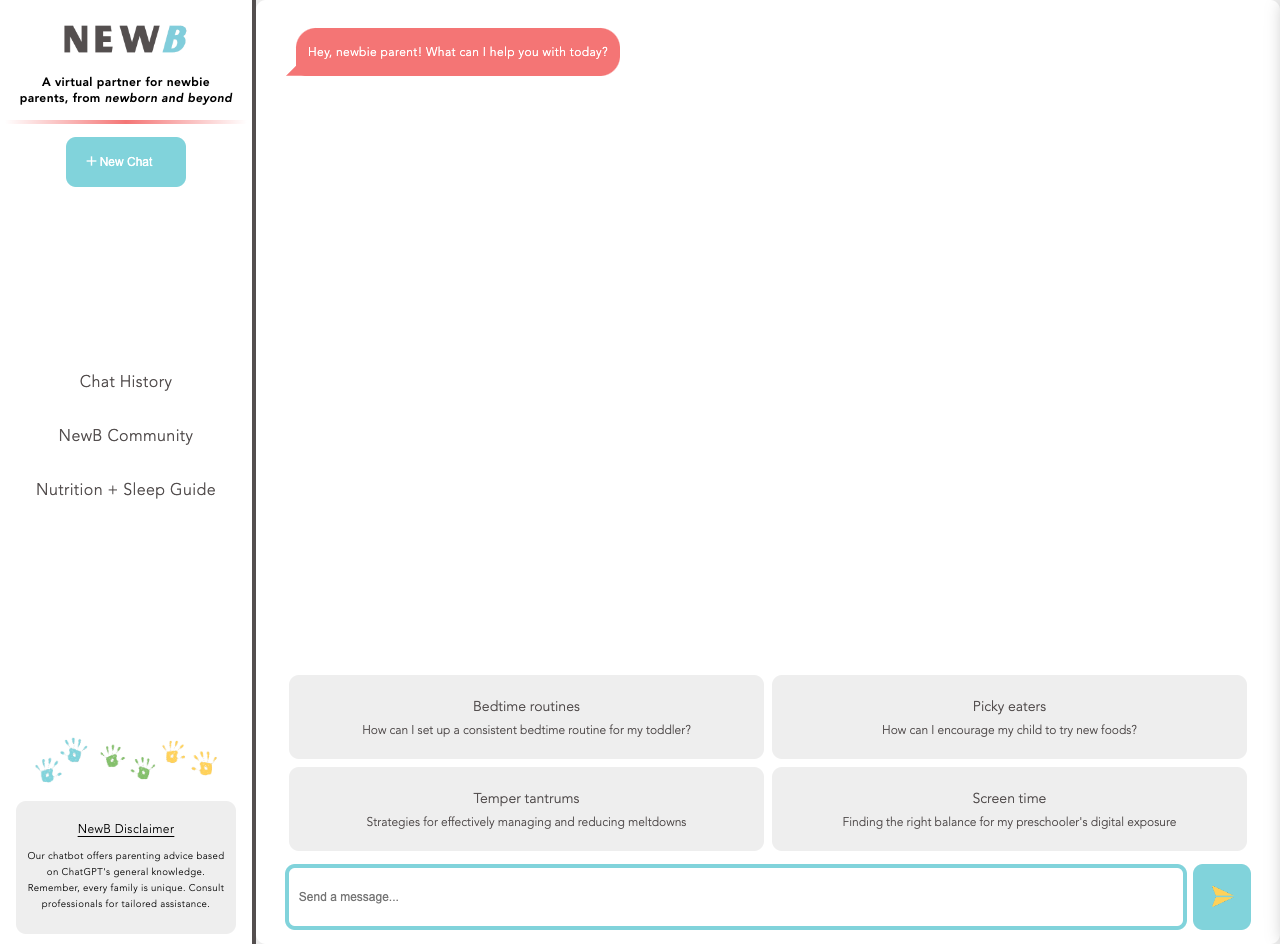 NEWB
A virtual partner for newbie
parents, from newborn and beyond
+ New Chat
Chat History
NewB Community
Nutrition + Sleep Guide
NewB Disclaimer
Our chatbot offers parenting advice based
on ChatGPT's general knowledge.
Remember, every family is unique. Consult
professionals for tailored assistance.
Hey, newbie parent! What can I help you with today?
Bedtime routines
How can I set up a consistent bedtime routine for my toddler?
Picky eaters
How can I encourage my child to try new foods?
Temper tantrums
Strategies for effectively managing and reducing meltdowns
Screen time
Finding the right balance for my preschooler's digital exposure
Send a message...